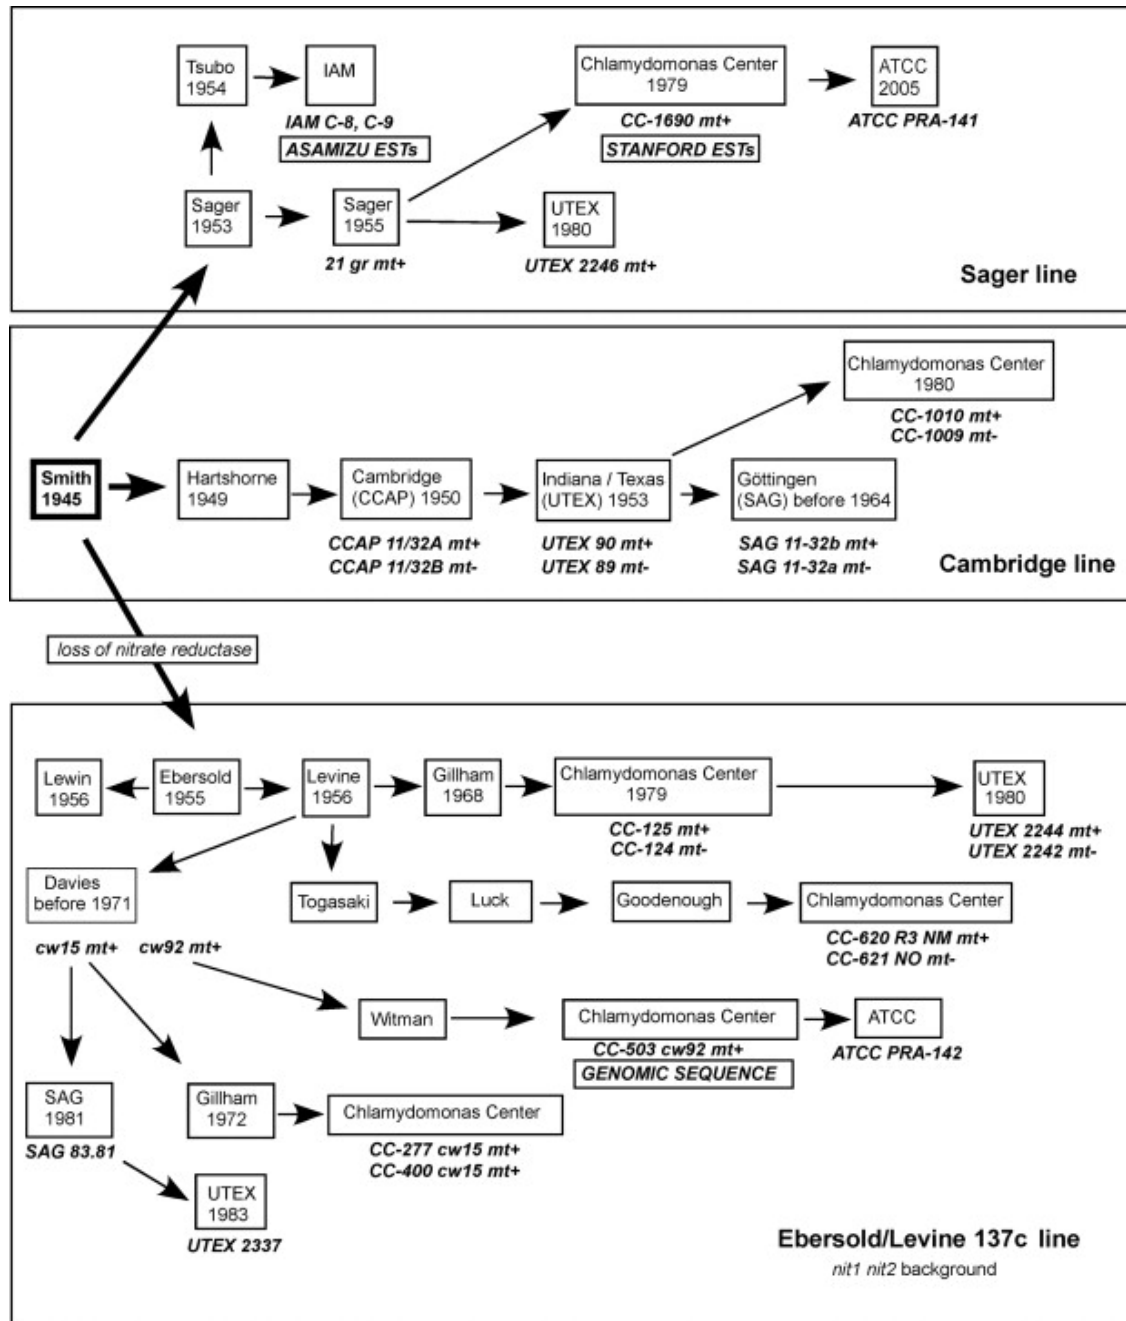 Tsubo
1954
IAM
IAM C-8, C-9
ASAMIZU ESTs
Chlamydomonas Center
1979
CC-1690 mt+
STANFORD ESTs
ATCC
2005
ATCC PRA-141
Sager
1953
Sager
1955
21 gr mt+
UTEX
1980
UTEX 2246 mt+
Sager line
Chlamydomonas Center
1980
CC-1010 mt+
CC-1009 mt-
Smith
1945
Hartshorne
1949
Cambridge
(CCAP) 1950
CCAP 11/32A mt+
CCAP 11/32B mt-
Indiana / Texas
(UTEX) 1953
UTEX 90 mt+
UTEX 89 mt-
Göttingen
(SAG) before 1964
SAG 11-32b mt+
SAG 11-32a mt-
Cambridge line
loss of nitrate reductase
Lewin
1956
Ebersold
1955
Levine
1956
Gillham
1968
Chlamydomonas Center
1979
CC-125 mt+
CC-124 mt-
UTEX
1980
UTEX 2244 mt+
UTEX 2242 mt-
Davies
before 1971
cw15 mt+
cw92 mt+
Togasaki
Luck
Goodenough
Chlamydomonas Center
CC-620 R3 NM mt+
CC-621 NO mt-
Witman
Chlamydomonas Center
CC-503 cw92 mt+
GENOMIC SEQUENCE
ATCC
ATCC PRA-142
SAG
1981
SAG 83.81
Gillham
1972
Chlamydomonas Center
CC-277 cw15 mt+
CC-400 cw15 mt+
UTEX
1983
UTEX 2337
Ebersold/Levine 137c line
nit1 nit2 background